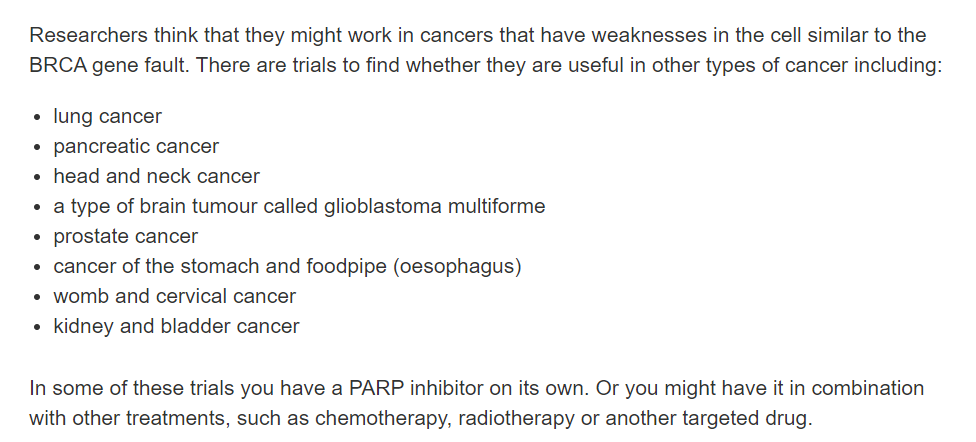 Researchers think that they might work in cancers that have weaknesses in the cell similar to the
BRCA gene fault. There are trials to find whether they are useful in other types of cancer including:
• lung cancer
• pancreatic cancer
• head and neck cancer
• a type of brain tumour called glioblastoma multiforme
• prostate cancer
• cancer of the stomach and foodpipe (oesophagus)
• womb and cervical cancer
• kidney and bladder cancer
In some of these trials you have a PARP inhibitor on its own. Or you might have it in combination
with other treatments, such as chemotherapy, radiotherapy or another targeted drug.